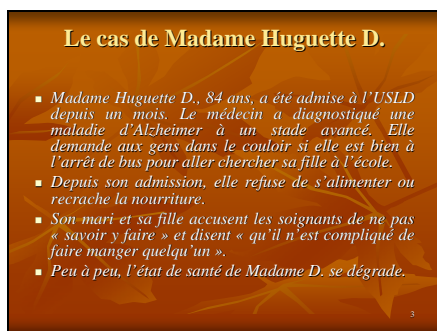 Le cas de Madame Huguette D.
Madame Huguette D., 84 ans, a été admise à l'USLD
depuis un mois. Le médecin a diagnostiqué une
maladie d'Alzheimer à un stade avancé. Elle
demande aux gens dans le couloir si elle est bien à
l'arrêt de bus pour aller chercher sa fille à l'école.
Depuis son admission, elle refuse de s'alimenter ou
recrache la nourriture.
Son mari et sa fille accusent les soignants de ne pas
« savoir y faire » et disent « qu'il n'est compliqué de
faire manger quelqu'un ».
Peu à peu, l'état de santé de Madame D. se dégrade.
3